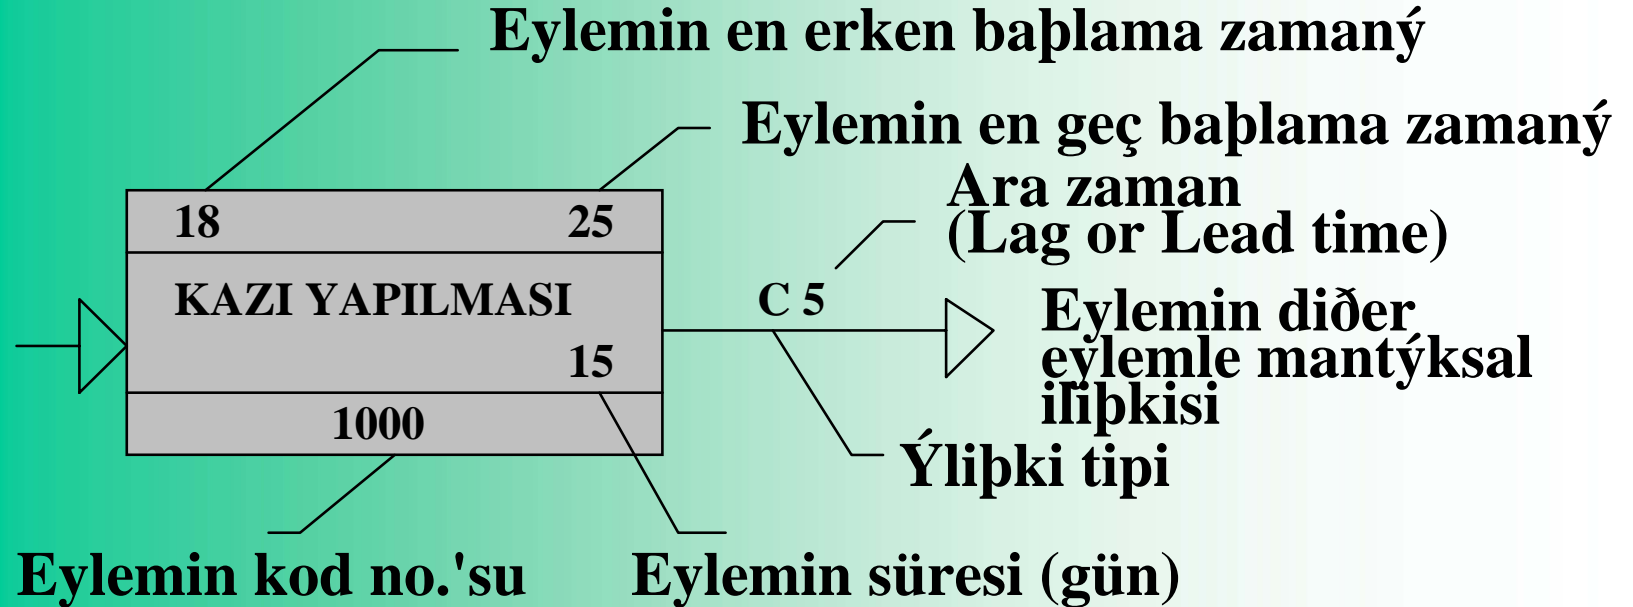 Eylemin en erken baþlama zamaný
Eylemin en geç baþlama zamaný
Ara zaman
(Lag or Lead time)
18 25
KAZI YAPILMASI
C 5
15
1000
Eylemin diðer
eylemle mantýksal
iliþkisi
Ýliþki tipi
Eylemin kod no.'su
Eylemin süresi (gün)